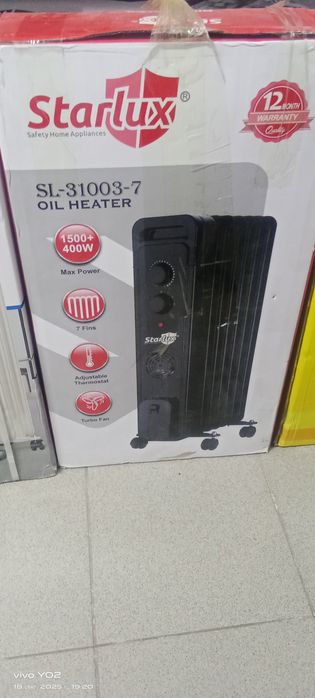 Starlux®
Safety Home Appliances
12 MONTH
WARRANTY
Quality
SL-31003-7
OIL HEATER
1500+
400W
Max Power
7 Fins
Adjustable
Thermostat
Turbo Fan
Starlux
vivo Y02